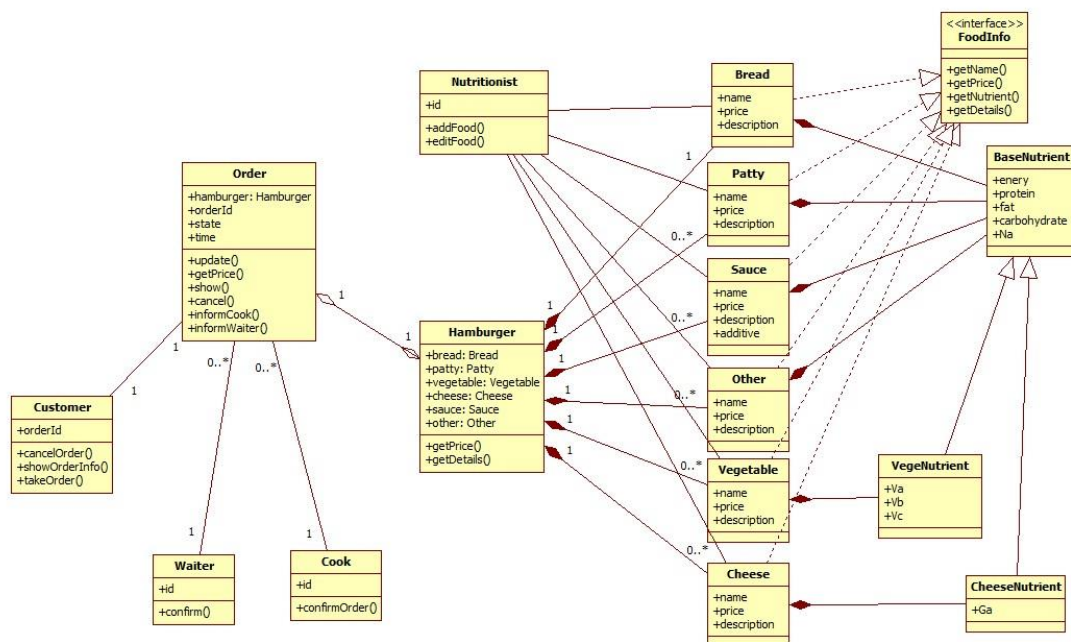 <<interface>>
FoodInfo
+getName()
+getPrice()
+getNutrient()
+getDetails()
Nutritionist
+id
+addFood()
+editFood()
Bread
+name
+price
+description
1
BaseNutrient
+enery
+protein
+fat
+carbohydrate
+Na
Order
+hamburger: Hamburger
+orderId
+state
+time
+update()
+getPrice()
+show()
+cancel()
+informCook()
+informWaiter()
Patty
+name
+price
+description
0..*
Sauce
+name
+price
+description
+additive
0..*
1
1
Hamburger
+bread: Bread
+patty: Patty
+vegetable: Vegetable
+cheese: Cheese
+sauce: Sauce
+other: Other
+getPrice()
+getDetails()
1
1
1
1
1
1
Other
+name
+price
+description
0..*
1
0..*
0..*
1
Customer
+orderId
+cancelOrder()
+showOrderInfo()
+takeOrder()
Vegetable
+name
+price
+description
0..*
VegeNutrient
+Va
+Vb
+Vc
1
1
Waiter
+id
+confirm()
Cook
+id
+confirmOrder()
0..*
Cheese
+name
+price
+description
CheeseNutrient
+Ga